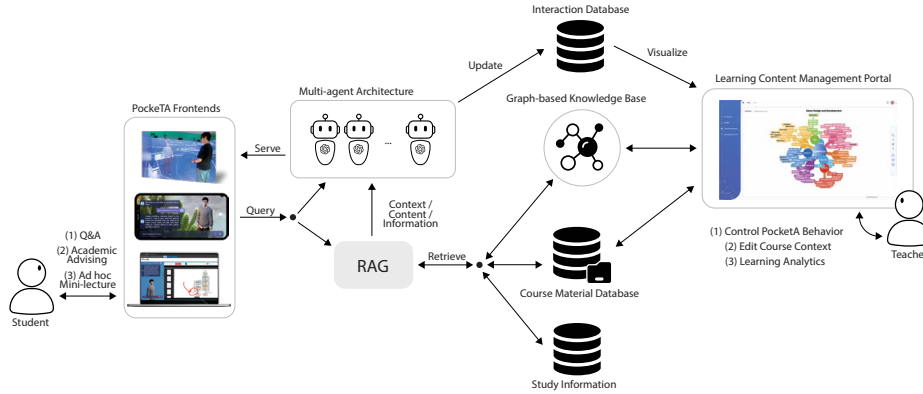 Interaction Database
Update
Visualize
Learning Content Management Portal
Multi-agent Architecture
Graph-based Knowledge Base
PockeTA Frontends
...
Serve
Query
Context /
Content /
Information
(1) Q&A
(2) Academic
Advising
(3) Ad hoc
Mini-lecture
Student
RAG
Retrieve
Course Material Database
(1) Control PocketA Behavior
(2) Edit Course Context
(3) Learning Analytics
Teacher
Study Information